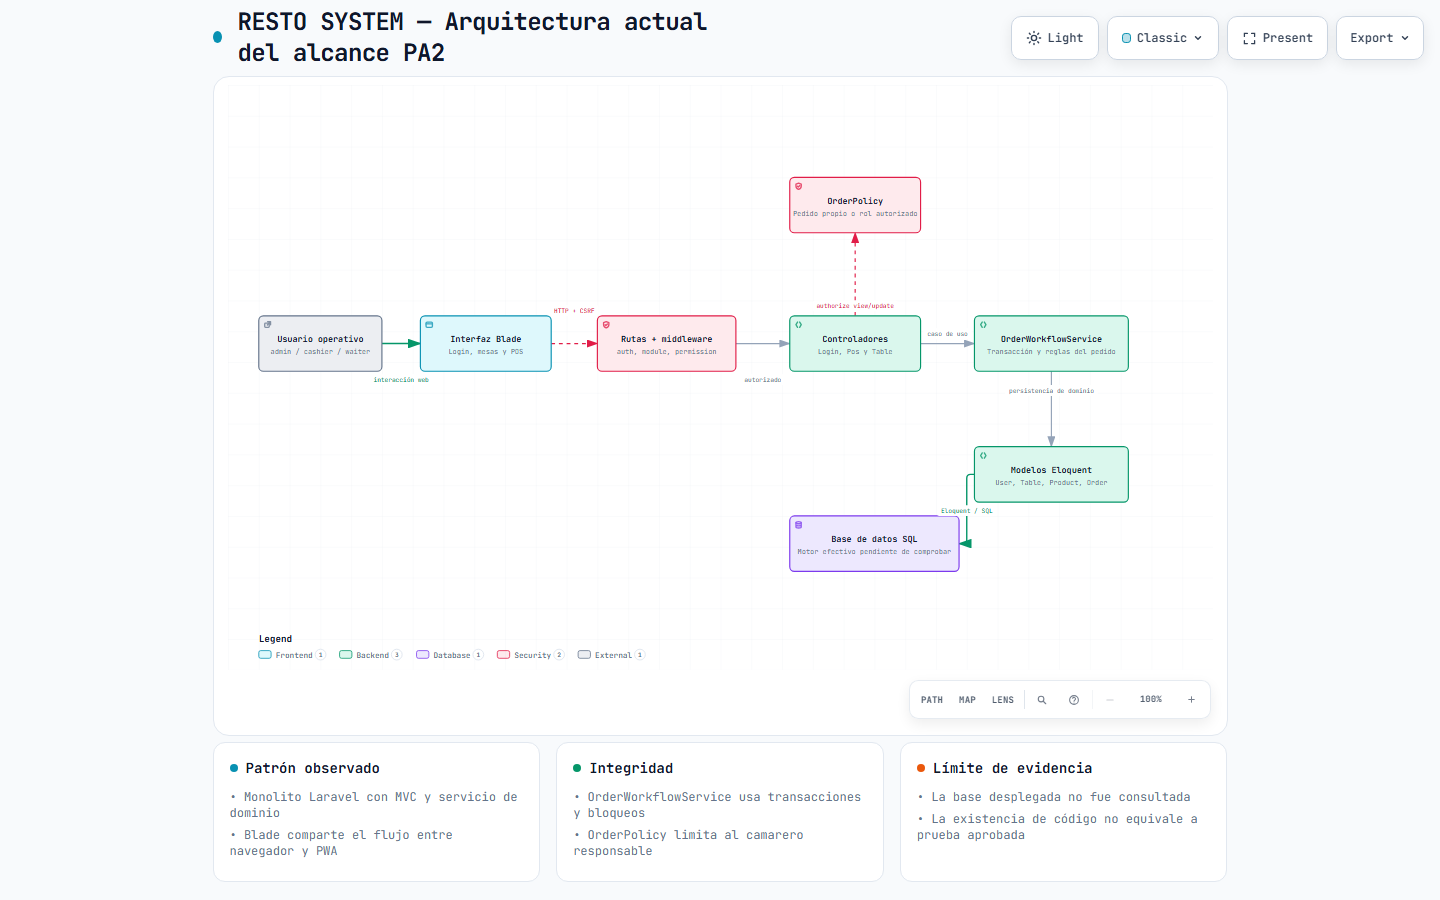 RESTO SYSTEM — Arquitectura actual
del alcance PA2
Light
Classic
Present
Export
OrderPolicy
Pedido propio o rol autorizado
authorize view/update
HTTP + CSRF
Usuario operativo
admin / cashier / waiter
Interfaz Blade
Login, mesas y POS
Rutas + middleware
auth, module, permission
Controladores
Login, Pos y Table
caso de uso
OrderWorkflowService
Transacción y reglas del pedido
interacción web
autorizado
persistencia de dominio
Modelos Eloquent
User, Table, Product, Order
Eloquent / SQL
Base de datos SQL
Motor efectivo pendiente de comprobar
Legend
Frontend 1
Backend 3
Database 1
Security 2
External 1
PATH MAP LENS
— 100% +
Patrón observado
• Monolito Laravel con MVC y servicio de
dominio
• Blade comparte el flujo entre
navegador y PWA
Integridad
• OrderWorkflowService usa transacciones
y bloqueos
• OrderPolicy limita al camarero
responsable
Límite de evidencia
• La base desplegada no fue consultada
• La existencia de código no equivale a
prueba aprobada